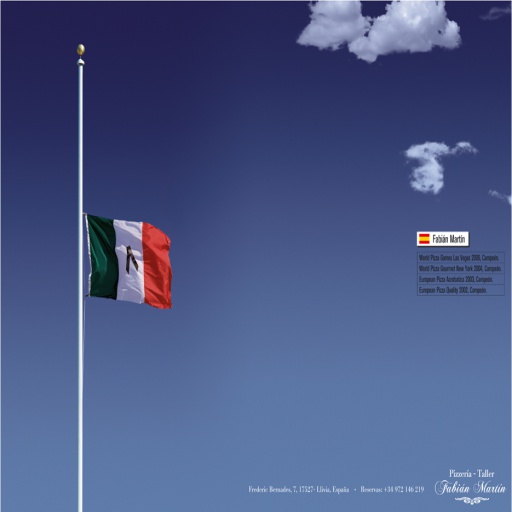 Fabián Martín
World Pizza Games Las Vegas 2006, Campeón.
World Pizza Gourmet New York 2004, Campeón.
European Pizza Acrobatica 2003, Campeón.
European Pizza Quality 2002, Campeón.
Pizzería - Taller
Fabián Martín
Frederic Bernades, 7, 17527- Llívia, España • Reservas: +34 972 146 219